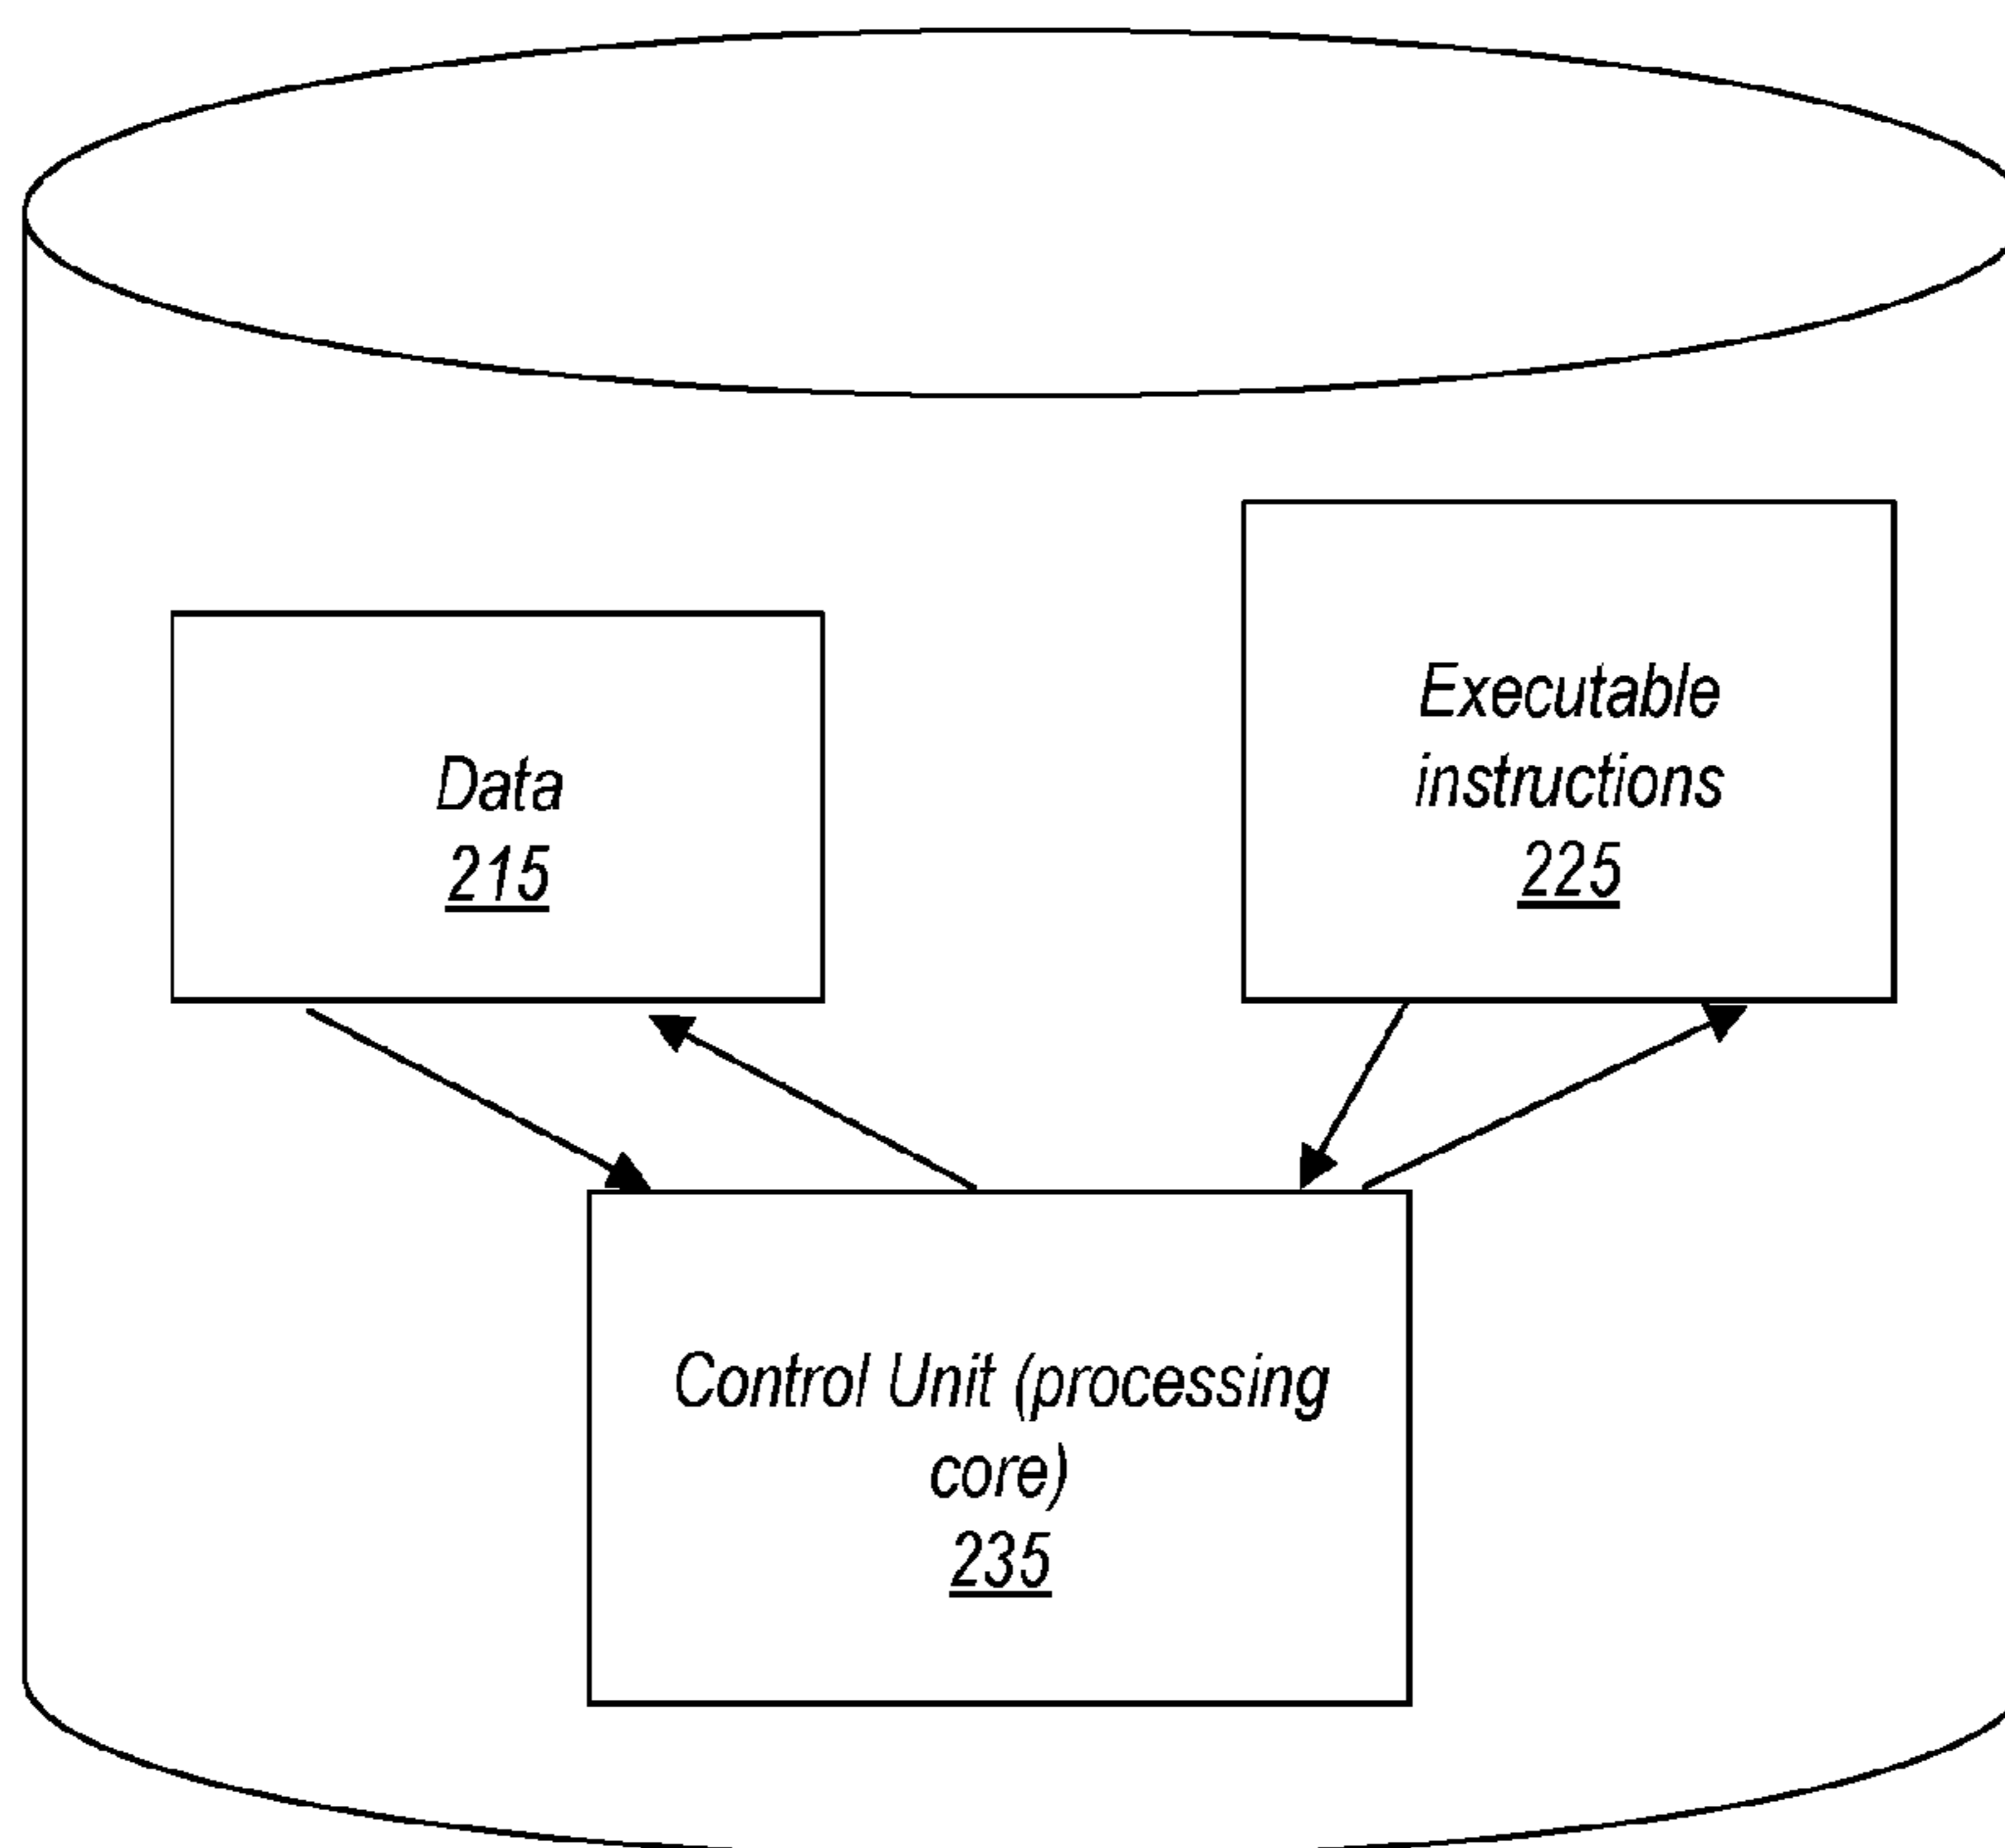 Data
215
Executable
instructions
225
Control Unit (processing
core)
235